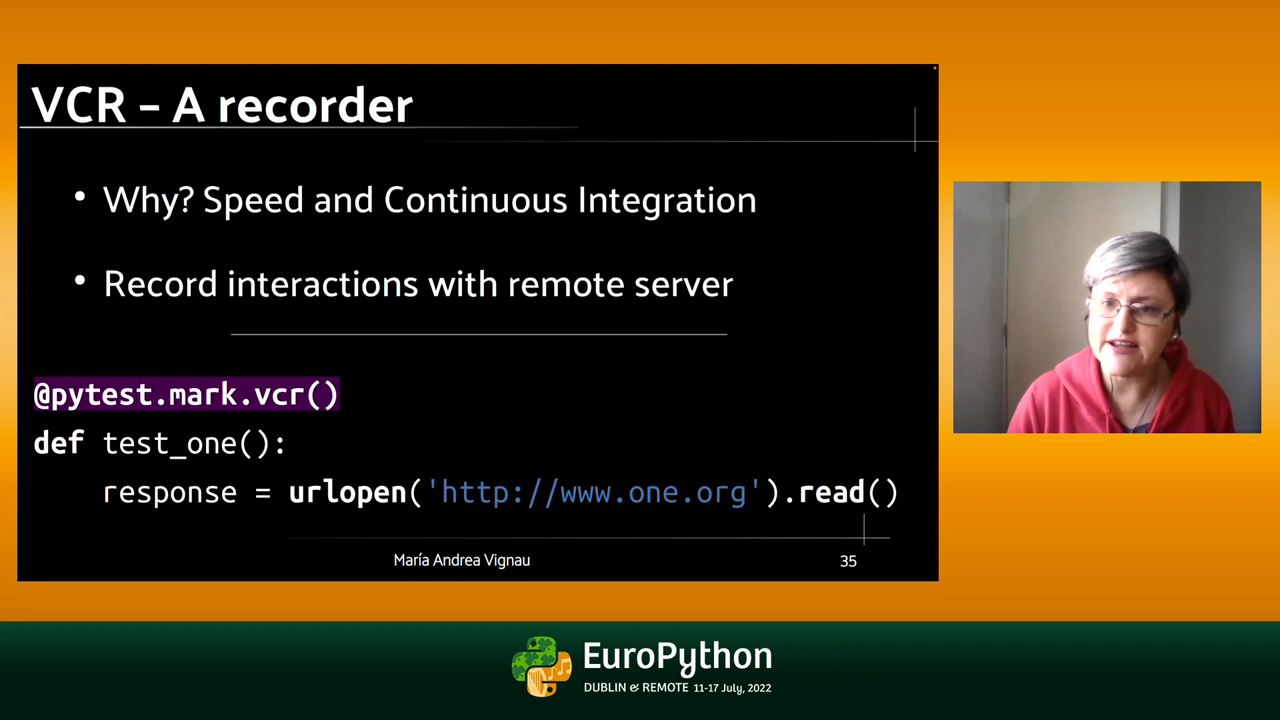 VCR – A recorder
• Why? Speed and Continuous Integration
• Record interactions with remote server
@pytest.mark.vcr()
def test_one():
response = urlopen('http://www.one.org').read()
María Andrea Vignau
35
EuroPython
DUBLIN & REMOTE 11-17 July, 2022